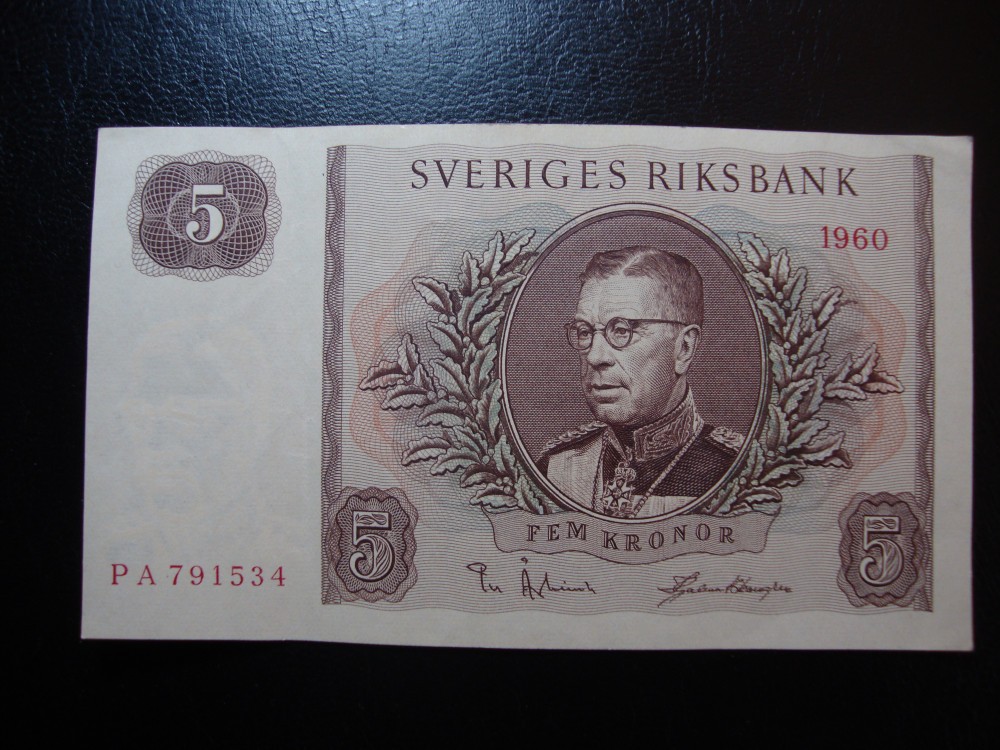 5
SVERIGES RIKSBANK
1960
FEM KRONOR
5
5
PA 791534